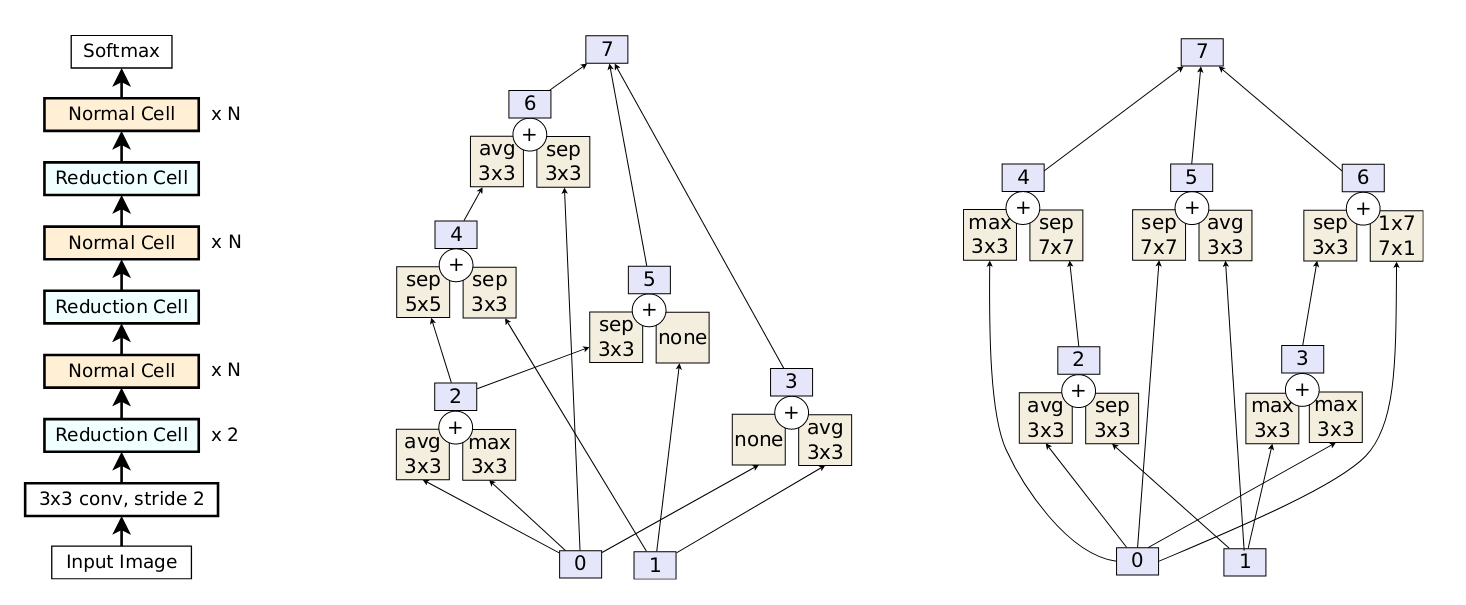 Softmax
Normal Cell x N
Reduction Cell
Normal Cell x N
Reduction Cell
Normal Cell x N
Reduction Cell x 2
3x3 conv, stride 2
Input Image
7
6
+
avg sep
3x3 3x3
4
+
sep sep
5x5 3x3
5
+
sep none
3x3
2
+
avg max
3x3 3x3
3
+
none avg
3x3
0 1
7
4 5 6
+ + +
max sep sep avg sep 1x7
3x3 7x7 7x7 3x3 3x3 7x1
2 3
+ +
avg sep max max
3x3 3x3 3x3 3x3
0 1